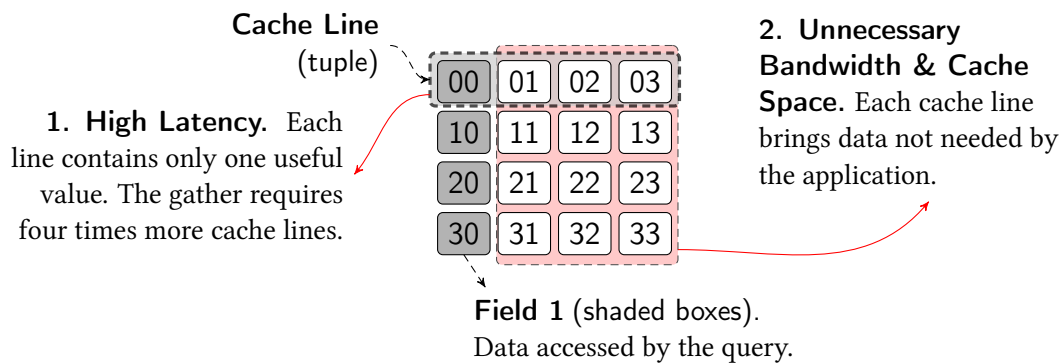 Cache Line
(tuple)
1. High Latency. Each
line contains only one useful
value. The gather requires
four times more cache lines.
00 01 02 03
10 11 12 13
20 21 22 23
30 31 32 33
2. Unnecessary
Bandwidth & Cache
Space. Each cache line
brings data not needed by
the application.
Field 1 (shaded boxes).
Data accessed by the query.